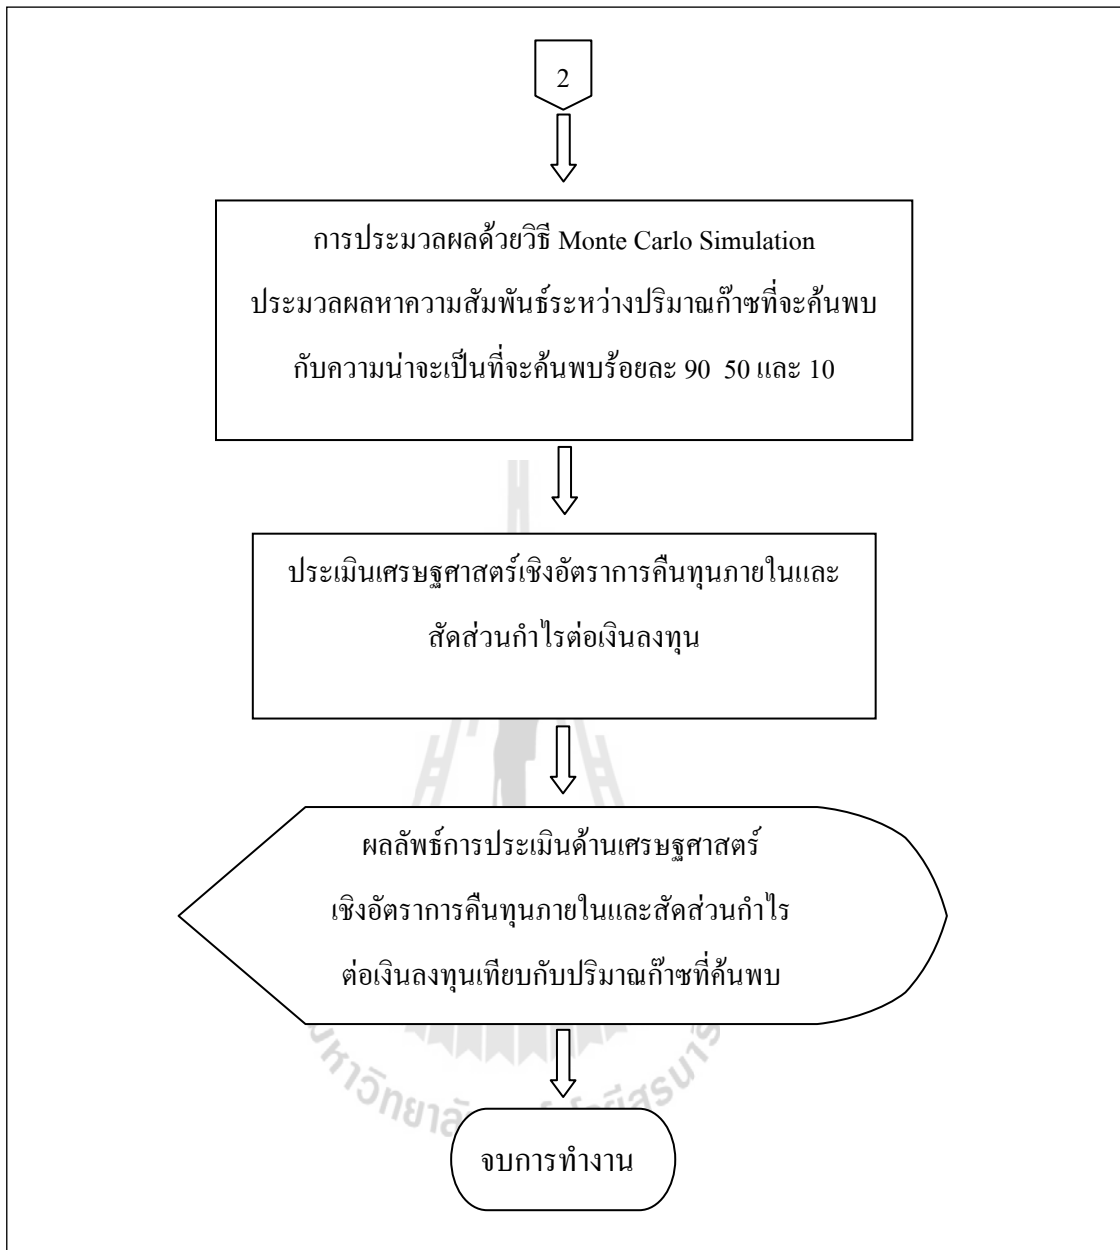 2
การประมวลผลด้วยวิธี Monte Carlo Simulation
ประมวลผลหาความสัมพันธ์ระหว่างปริมาณก๊าซที่จะค้นพบ
กับความน่าจะเป็นที่จะค้นพบร้อยละ 90 50 และ 10
ประเมินเศรษฐศาสตร์เชิงอัตราการคืนทุนภายในและ
สัดส่วนกำไรต่อเงินลงทุน
ผลลัพธ์การประเมินด้านเศรษฐศาสตร์
เชิงอัตราการคืนทุนภายในและสัดส่วนกำไร
ต่อเงินลงทุนเทียบกับปริมาณก๊าซที่ค้นพบ
จบการทำงาน